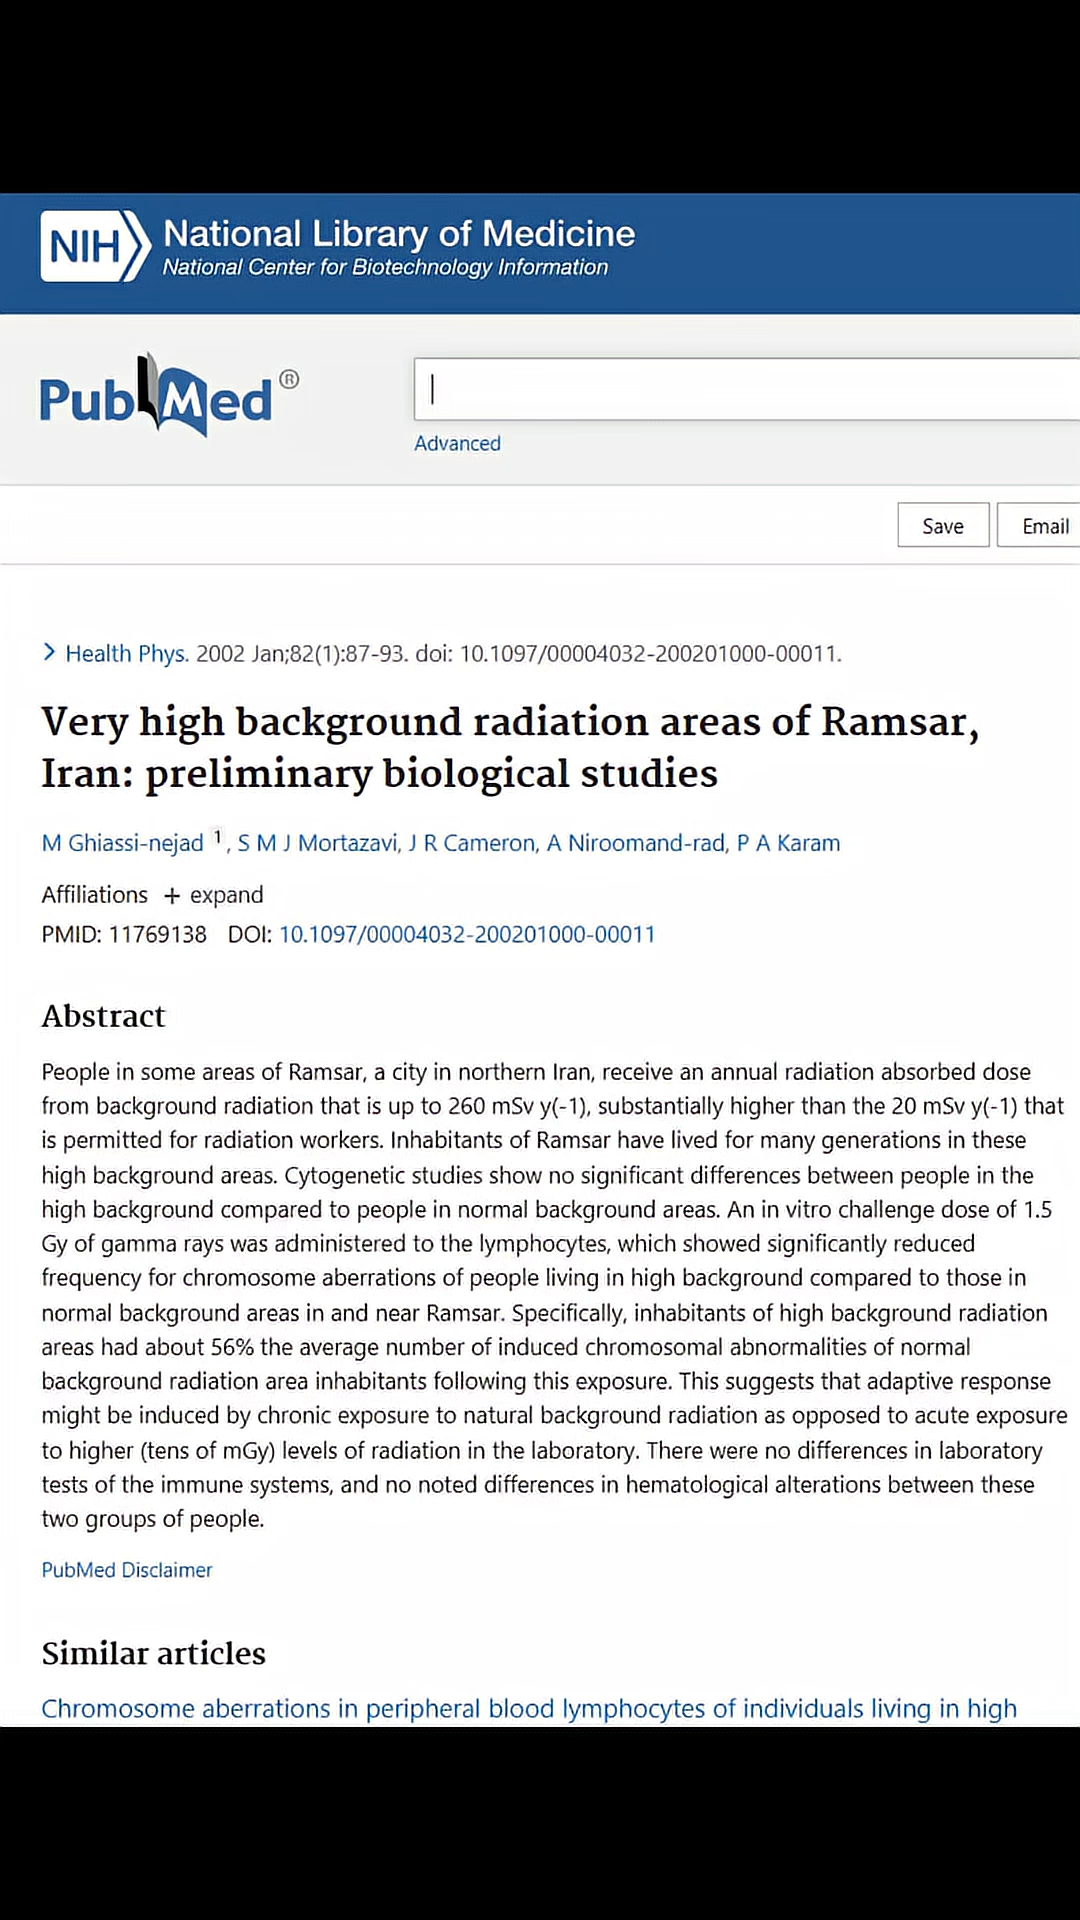 NIH National Library of Medicine
National Center for Biotechnology Information
PubMed®
Advanced
Save Email
Health Phys. 2002 Jan;82(1):87-93. doi: 10.1097/00004032-200201000-00011.
Very high background radiation areas of Ramsar,
Iran: preliminary biological studies
M Ghiassi-nejad 1, S M J Mortazavi, J R Cameron, A Niroomand-rad, P A Karam
Affiliations + expand
PMID: 11769138 DOI: 10.1097/00004032-200201000-00011
Abstract
People in some areas of Ramsar, a city in northern Iran, receive an annual radiation absorbed dose
from background radiation that is up to 260 mSv y(-1), substantially higher than the 20 mSv y(-1) that
is permitted for radiation workers. Inhabitants of Ramsar have lived for many generations in these
high background areas. Cytogenetic studies show no significant differences between people in the
high background compared to people in normal background areas. An in vitro challenge dose of 1.5
Gy of gamma rays was administered to the lymphocytes, which showed significantly reduced
frequency for chromosome aberrations of people living in high background compared to those in
normal background areas in and near Ramsar. Specifically, inhabitants of high background radiation
areas had about 56% the average number of induced chromosomal abnormalities of normal
background radiation area inhabitants following this exposure. This suggests that adaptive response
might be induced by chronic exposure to natural background radiation as opposed to acute exposure
to higher (tens of mGy) levels of radiation in the laboratory. There were no differences in laboratory
tests of the immune systems, and no noted differences in hematological alterations between these
two groups of people.
PubMed Disclaimer
Similar articles
Chromosome aberrations in peripheral blood lymphocytes of individuals living in high